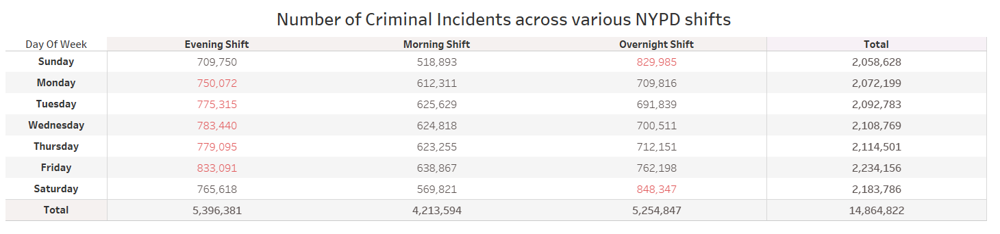 Number of Criminal Incidents across various NYPD shifts
Day Of Week Evening Shift Morning Shift Overnight Shift Total
Sunday 709,750 518,893 829,985 2,058,628
Monday 750,072 612,311 709,816 2,072,199
Tuesday 775,315 625,629 691,839 2,092,783
Wednesday 783,440 624,818 700,511 2,108,769
Thursday 779,095 623,255 712,151 2,114,501
Friday 833,091 638,867 762,198 2,234,156
Saturday 765,618 569,821 848,347 2,183,786
Total 5,396,381 4,213,594 5,254,847 14,864,822